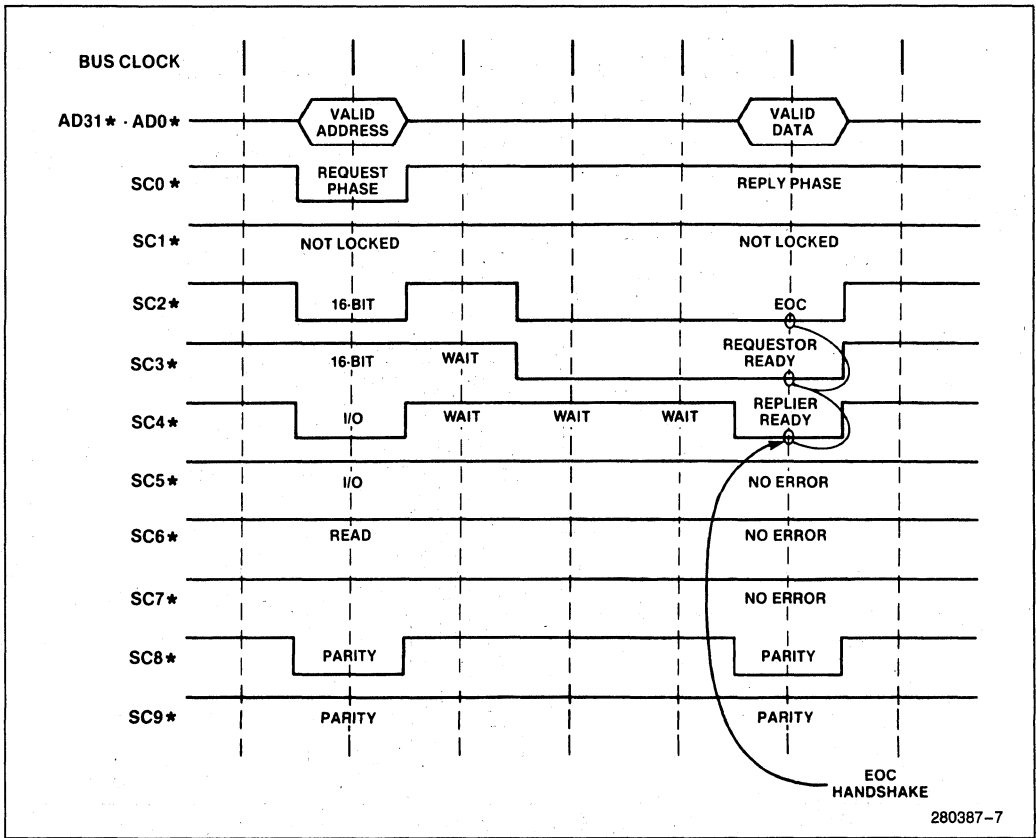 BUS CLOCK
AD31* · AD0*
VALID
ADDRESS
VALID
DATA
SC0*
REQUEST
PHASE
REPLY PHASE
SC1*
NOT LOCKED
NOT LOCKED
SC2*
16-BIT
EOC
SC3*
16-BIT
WAIT
REQUESTOR
READY
SC4*
I/O
WAIT
WAIT
WAIT
REPLIER
READY
SC5*
I/O
NO ERROR
SC6*
READ
NO ERROR
SC7*
NO ERROR
SC8*
PARITY
PARITY
SC9*
PARITY
PARITY
EOC
HANDSHAKE
280387-7